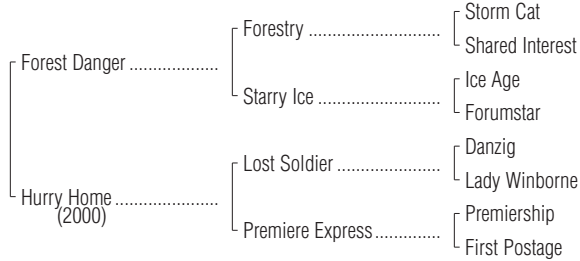 Storm Cat
Forestry ..............................
Shared Interest
Forest Danger ....................
Ice Age
Starry Ice ............................
Forumstar
Danzig
Lost Soldier ........................
Lady Winborne
Hurry Home .......................
(2000)
Premiership
Premiere Express...............
First Postage